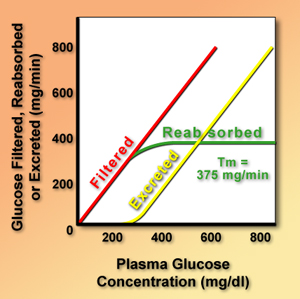 Glucose Filtered, Reabsorbed
or Excreted (mg/min)
800
600
400
200
0
Filtered
Reabsorbed
Excreted
Tm =
375 mg/min
200
400
600
800
Plasma Glucose
Concentration (mg/dl)